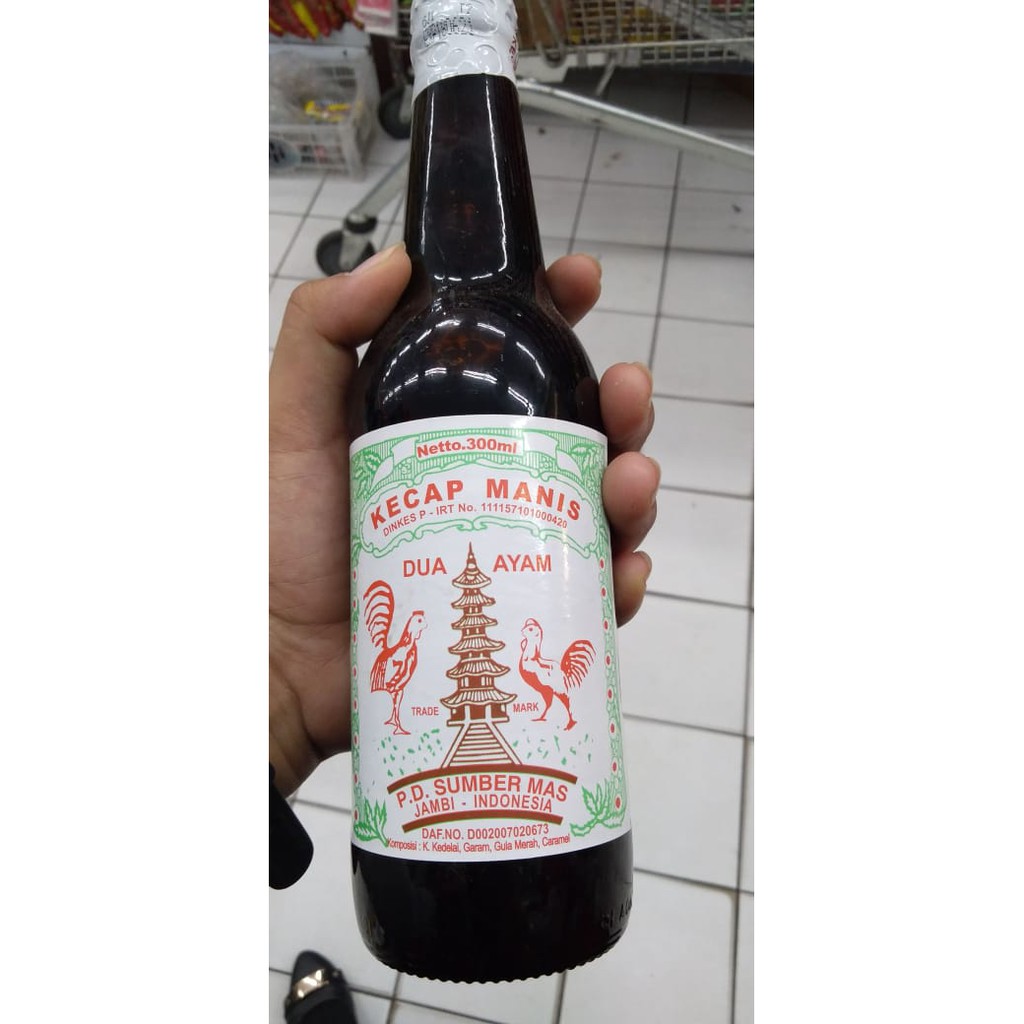 Netto.300ml
KECAP MANIS
DINKES P - IRT No. 111157101000420
DUA AYAM
TRADE MARK
P.D. SUMBER MAS
JAMBI - INDONESIA
DAF.NO. D002007020673
Komposisi : K. Kedelai, Garam, Gula Merah, Caramel